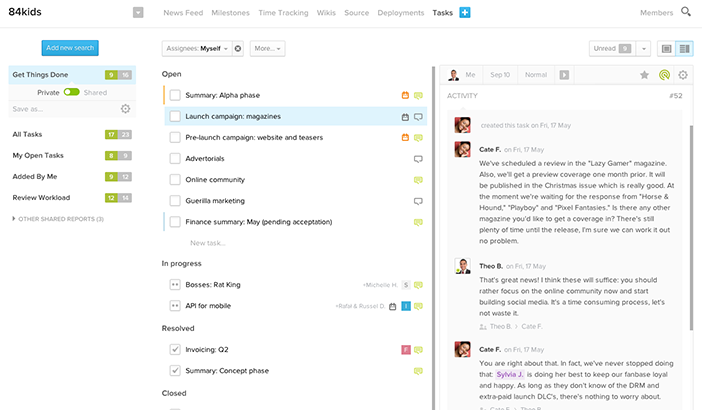 84kids
News Feed Milestones Time Tracking Wikis Source Deployments Tasks
Members
Add new search
Get Things Done 9 16
Private Shared
Save as...
All Tasks 17 23
My Open Tasks 8 9
Added By Me 9 12
Review Workload 12 14
OTHER SHARED REPORTS (3)
Assignees: Myself
More...
Unread 9
Open
Summary: Alpha phase
Launch campaign: magazines
Pre-launch campaign: website and teasers
Advertorials
Online community
Guerilla marketing
Finance summary: May (pending acceptation)
New task...
In progress
Bosses: Rat King +Michelle H. S
API for mobile +Rafał & Russel D. 1
Resolved
Invoicing: Q2 F
Summary: Concept phase
Closed
Me Sep 10 Normal
ACTIVITY #52
created this task on Fri, 17 May
Cate F. on Fri, 17 May
We've scheduled a review in the "Lazy Gamer" magazine.
Also, we'll get a preview coverage one month prior. It will
be published in the Christmas issue which is really good. At
the moment we're waiting for the response from "Horse &
Hound," "Playboy" and "Pixel Fantasies." Is there any other
magazine you'd like to get a coverage in? There's still
plenty of time until the release, I'm sure we can work it out
no problem.
Theo B. on Fri, 17 May
That's great news! I think these will suffice: you should
rather focus on the online community now and start
building social media. It's a time consuming process, let's
not waste it.
Theo B. Cate F.
Cate F. on Fri, 17 May
You are right about that. In fact, we've never stopped doing
that: Sylvia J. is doing her best to keep our fanbase loyal
and happy. As long as they don't know of the DRM and
extra-paid launch DLC's, there's nothing to worry about.
Cate F. Theo B.